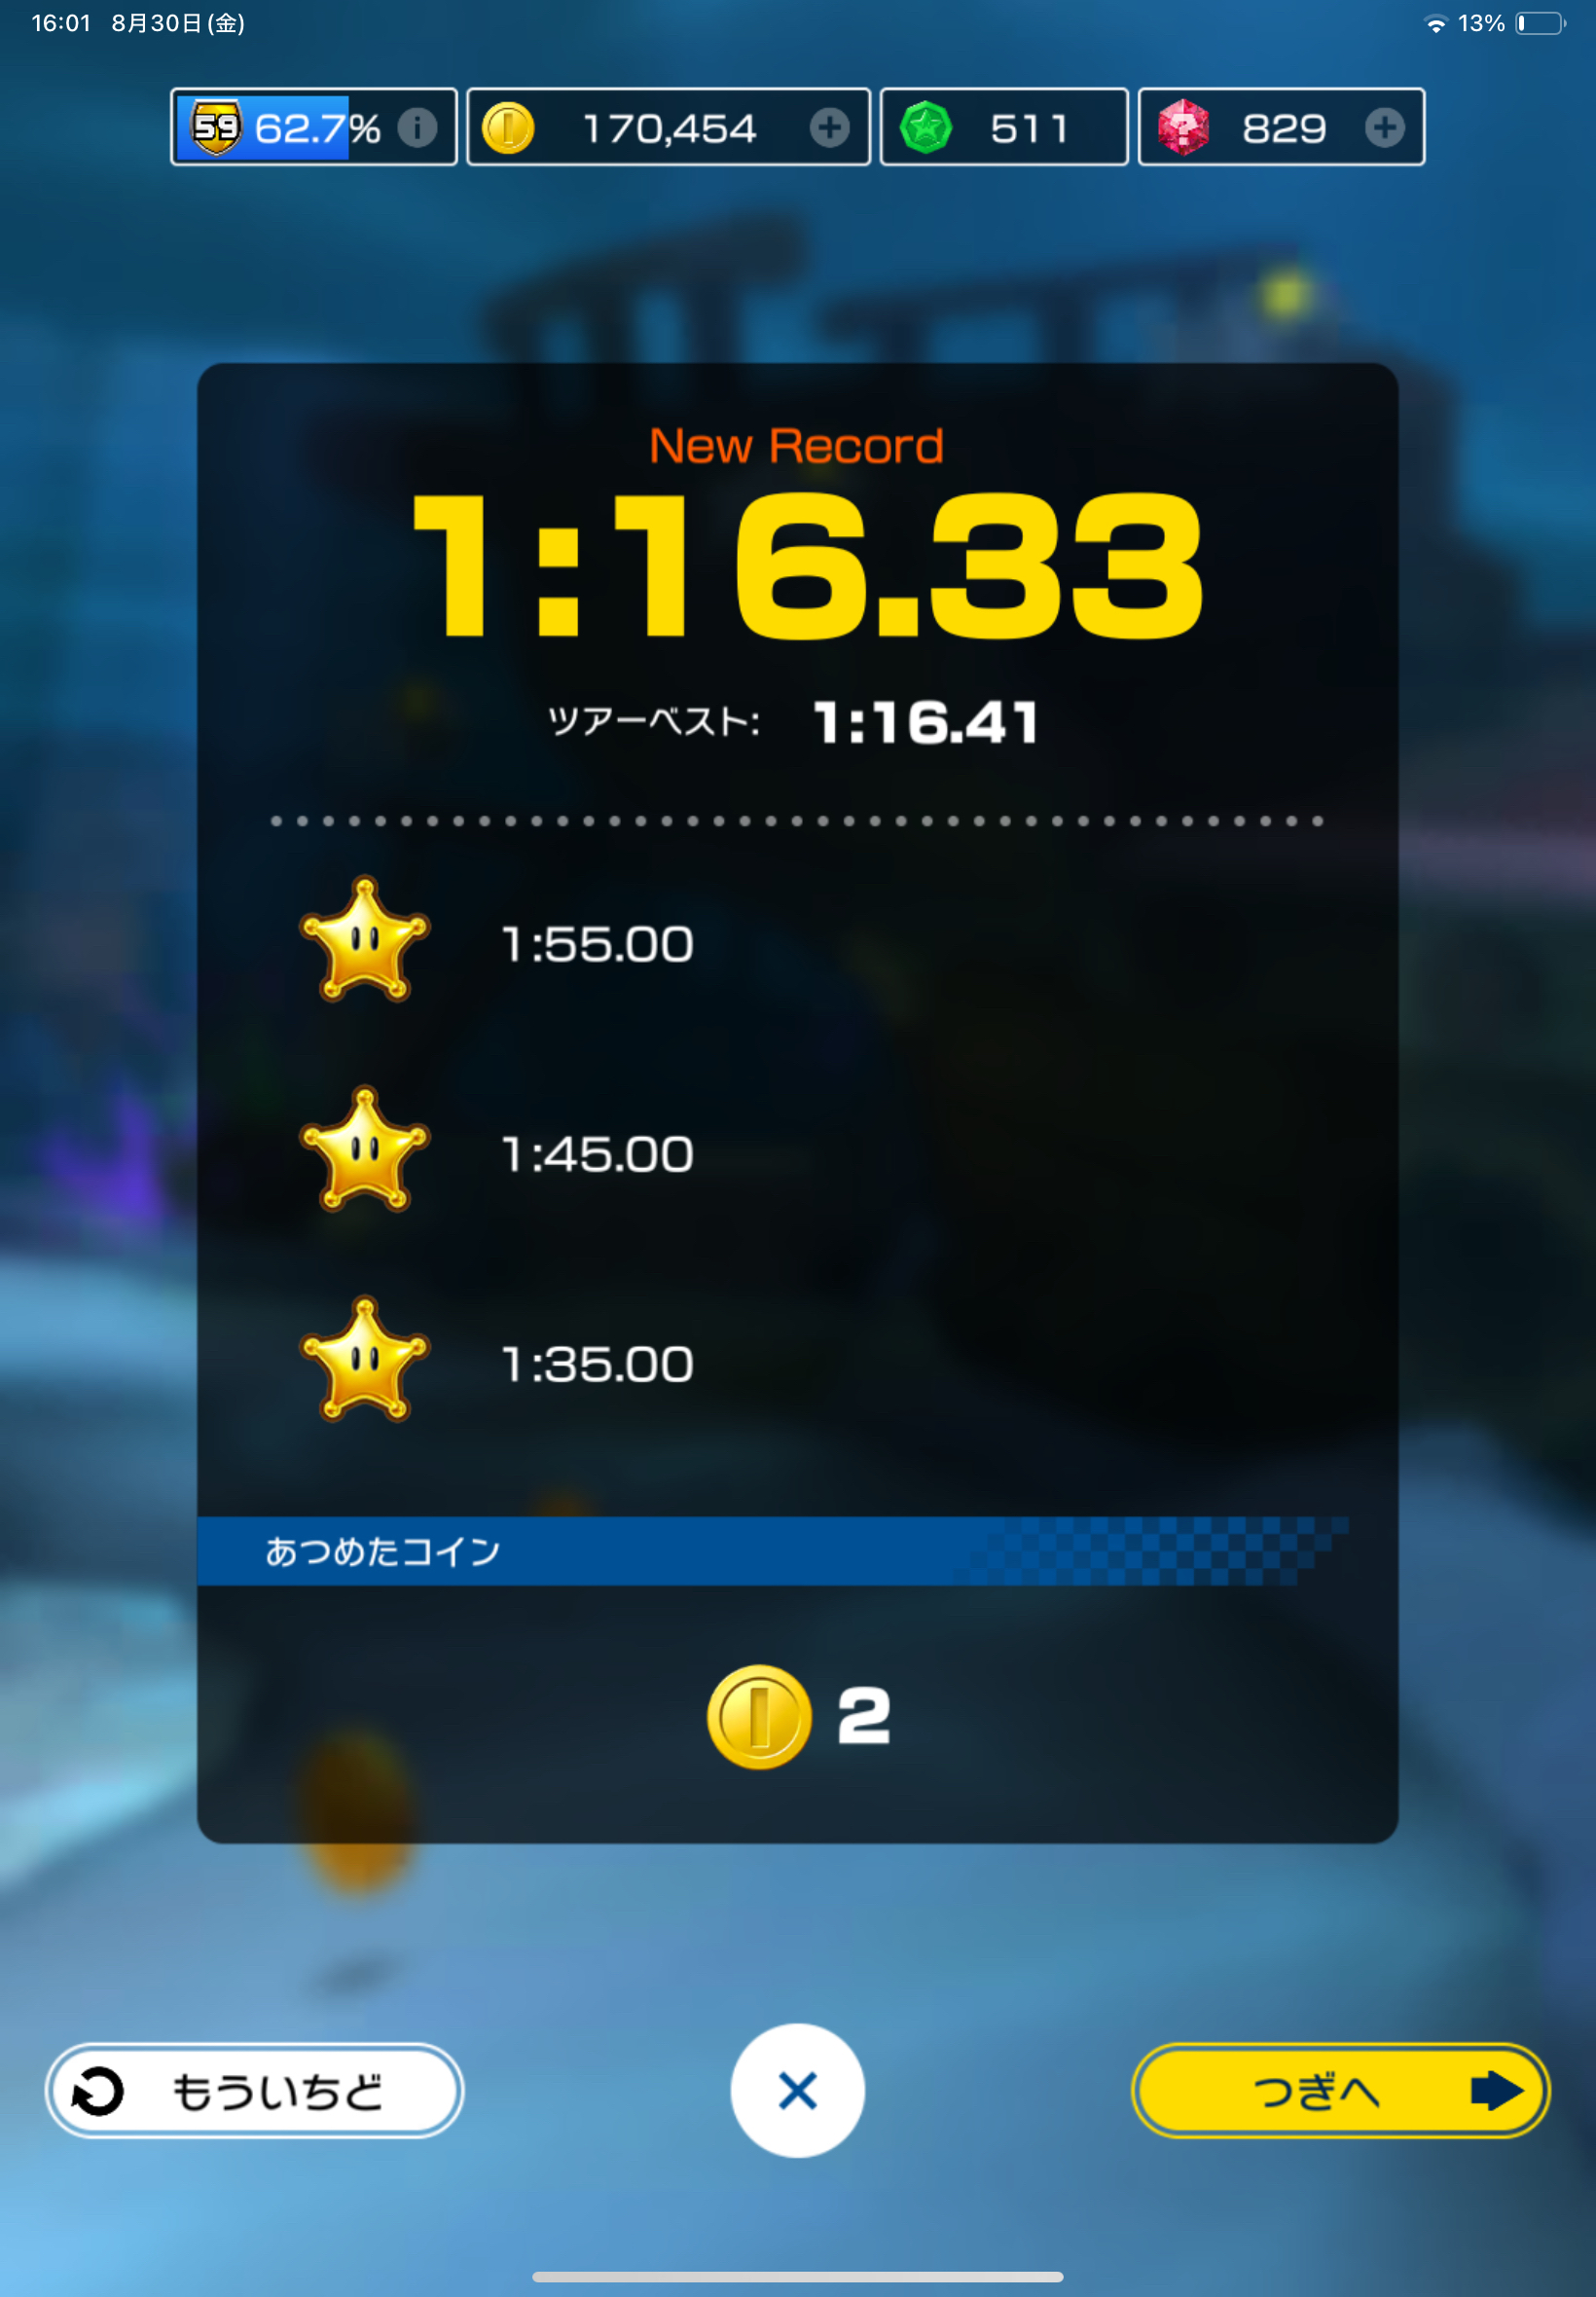 16:01 8月30日(金) 13%
59 62.7% i 170,454 + 511 ? 829 +
New Record
1:16.33
ツアーベスト: 1:16.41
1:55.00
1:45.00
1:35.00
あつめたコイン
2
もういちど × つぎへ